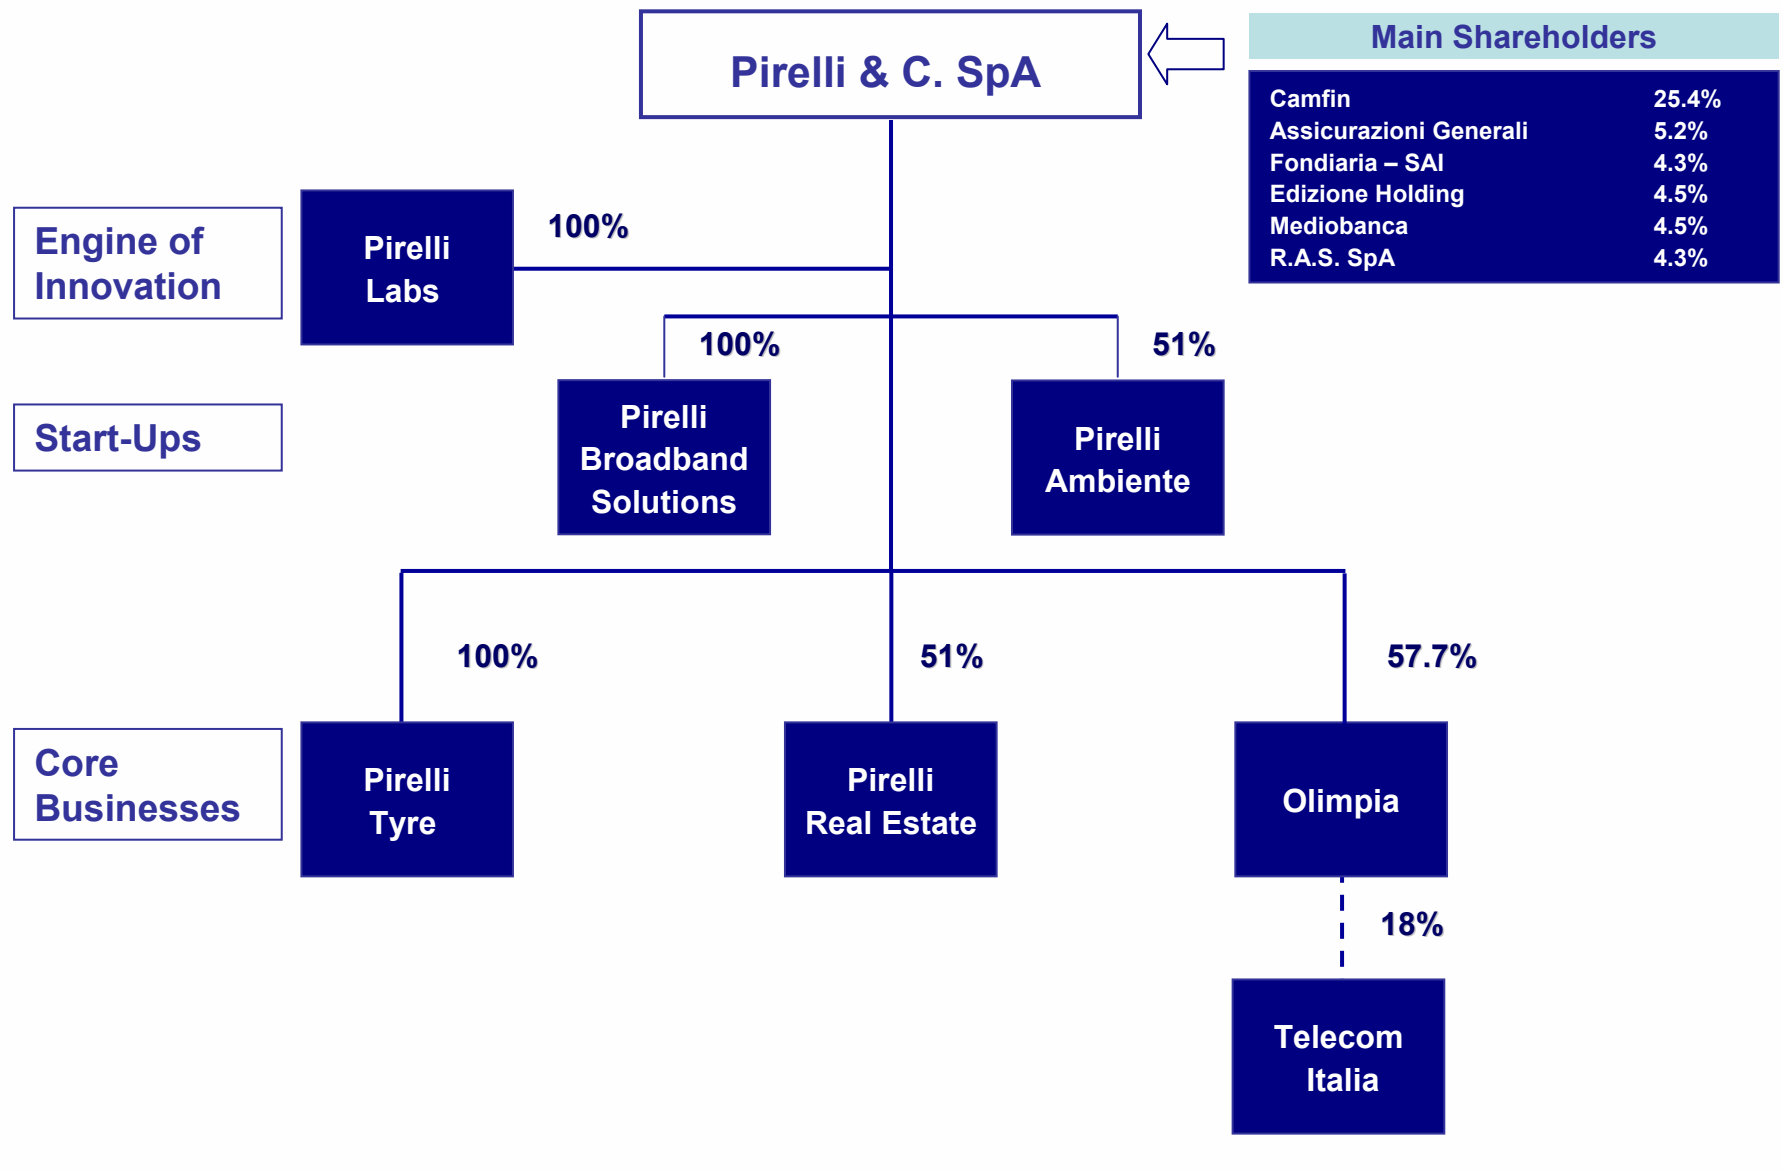 Pirelli & C. SpA
Main Shareholders
Camfin 25.4%
Assicurazioni Generali 5.2%
Fondiaria – SAI 4.3%
Edizione Holding 4.5%
Mediobanca 4.5%
R.A.S. SpA 4.3%
Engine of
Innovation
Pirelli
Labs
100%
100%
51%
Start-Ups
Pirelli
Broadband
Solutions
Pirelli
Ambiente
100%
51%
57.7%
Core
Businesses
Pirelli
Tyre
Pirelli
Real Estate
Olimpia
18%
Telecom
Italia